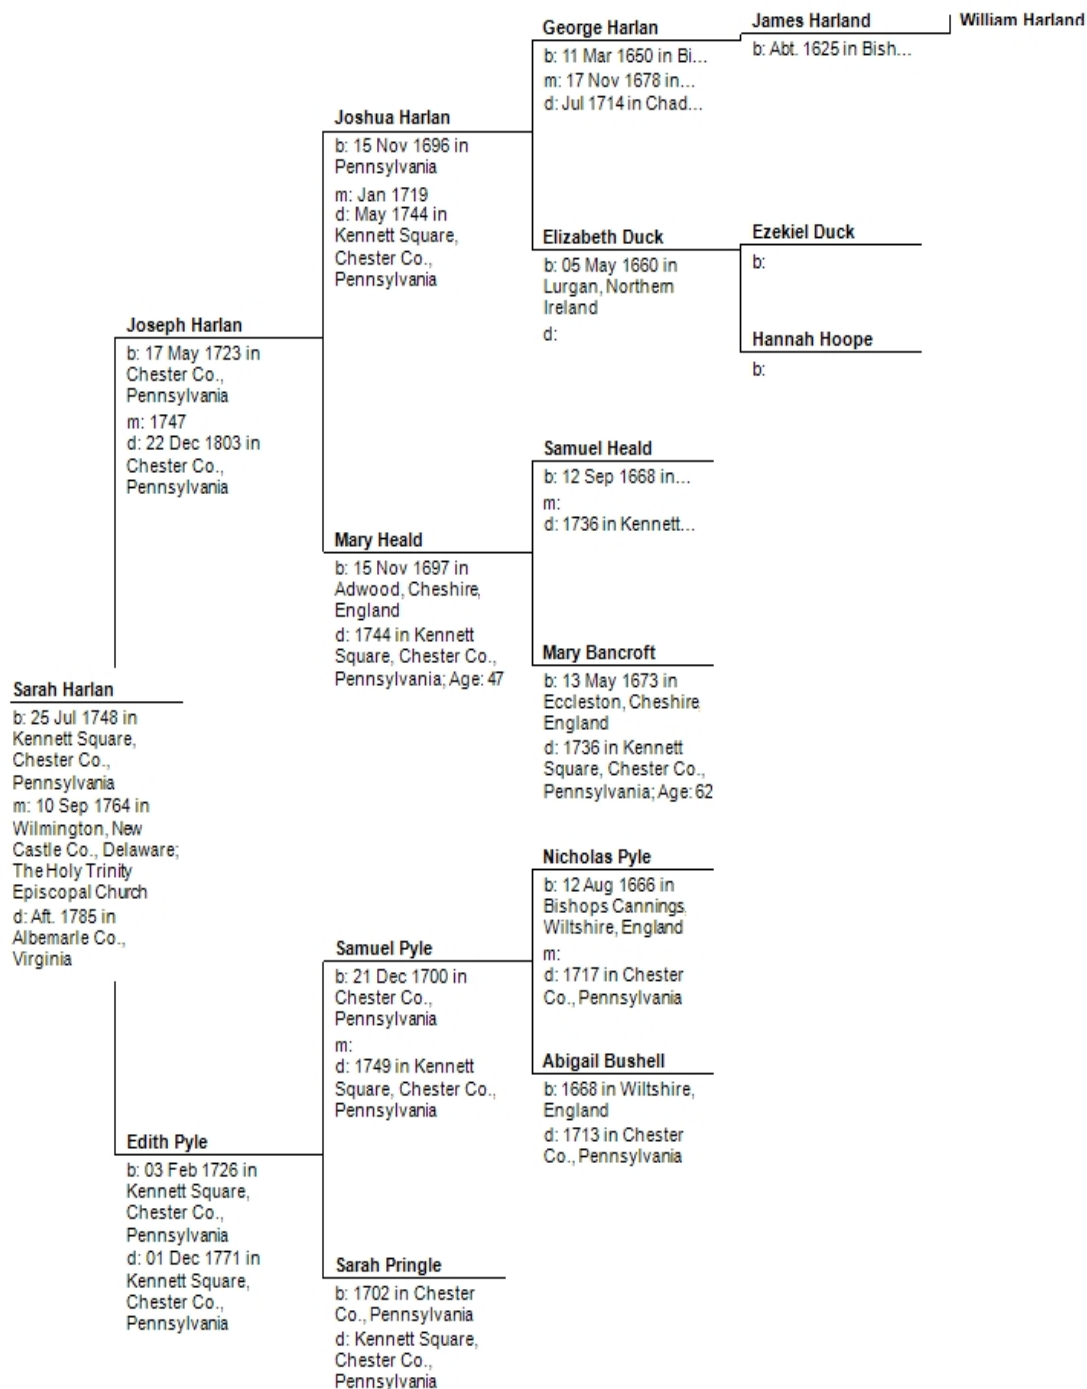 George Harlan
b: 11 Mar 1650 in Bi...
m: 17 Nov 1678 in...
d: Jul 1714 in Chad...
James Harland
b: Abt. 1625 in Bish...
William Harland
Joshua Harlan
b: 15 Nov 1696 in
Pennsylvania
m: Jan 1719
d: May 1744 in
Kennett Square,
Chester Co.,
Pennsylvania
Elizabeth Duck
b: 05 May 1660 in
Lurgan, Northern
Ireland
d:
Ezekiel Duck
b:
Hannah Hoope
b:
Joseph Harlan
b: 17 May 1723 in
Chester Co.,
Pennsylvania
m: 1747
d: 22 Dec 1803 in
Chester Co.,
Pennsylvania
Samuel Heald
b: 12 Sep 1668 in...
m:
d: 1736 in Kennett...
Mary Heald
b: 15 Nov 1697 in
Adwood, Cheshire,
England
d: 1744 in Kennett
Square, Chester Co.,
Pennsylvania; Age: 47
Mary Bancroft
b: 13 May 1673 in
Eccleston, Cheshire
England
d: 1736 in Kennett
Square, Chester Co.,
Pennsylvania; Age: 62
Sarah Harlan
b: 25 Jul 1748 in
Kennett Square,
Chester Co.,
Pennsylvania
m: 10 Sep 1764 in
Wilmington, New
Castle Co., Delaware;
The Holy Trinity
Episcopal Church
d: Aft. 1785 in
Albemarle Co.,
Virginia
Nicholas Pyle
b: 12 Aug 1666 in
Bishops Cannings
Wiltshire, England
m:
d: 1717 in Chester
Co., Pennsylvania
Samuel Pyle
b: 21 Dec 1700 in
Chester Co.,
Pennsylvania
m:
d: 1749 in Kennett
Square, Chester Co.,
Pennsylvania
Abigail Bushell
b: 1668 in Wiltshire,
England
d: 1713 in Chester
Co., Pennsylvania
Edith Pyle
b: 03 Feb 1726 in
Kennett Square,
Chester Co.,
Pennsylvania
d: 01 Dec 1771 in
Kennett Square,
Chester Co.,
Pennsylvania
Sarah Pringle
b: 1702 in Chester
Co., Pennsylvania
d: Kennett Square,
Chester Co.,
Pennsylvania